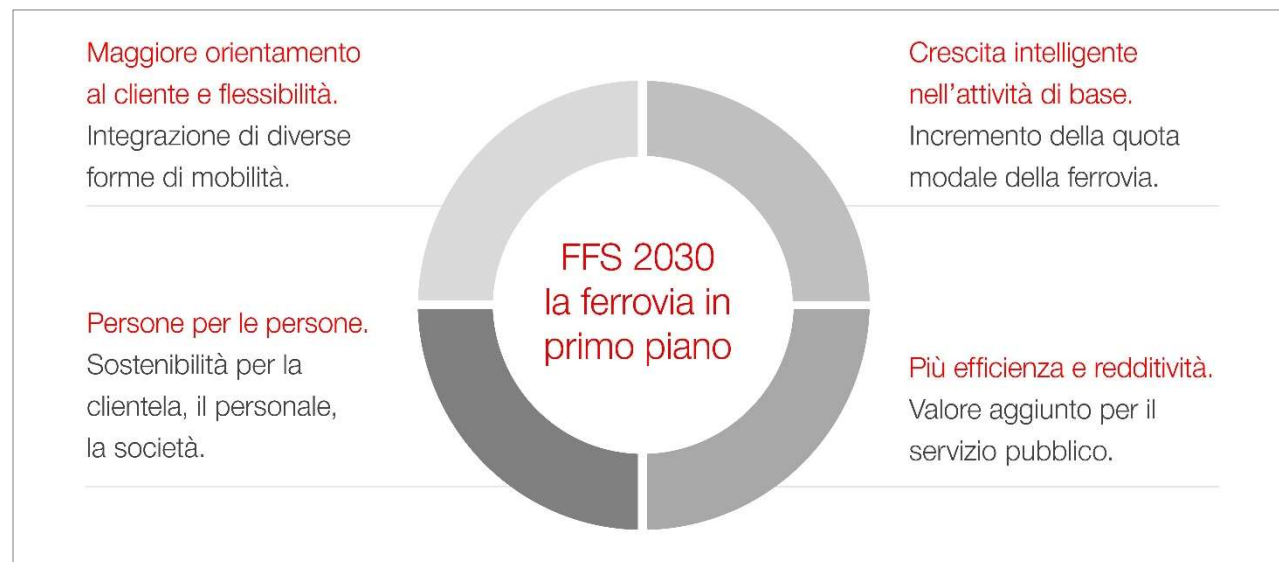 Maggiore orientamento
al cliente e flessibilità.
Integrazione di diverse
forme di mobilità.
Crescita intelligente
nell'attività di base.
Incremento della quota
modale della ferrovia.
FFS 2030
la ferrovia in
primo piano
Persone per le persone.
Sostenibilità per la
clientela, il personale,
la società.
Più efficienza e redditività.
Valore aggiunto per il
servizio pubblico.